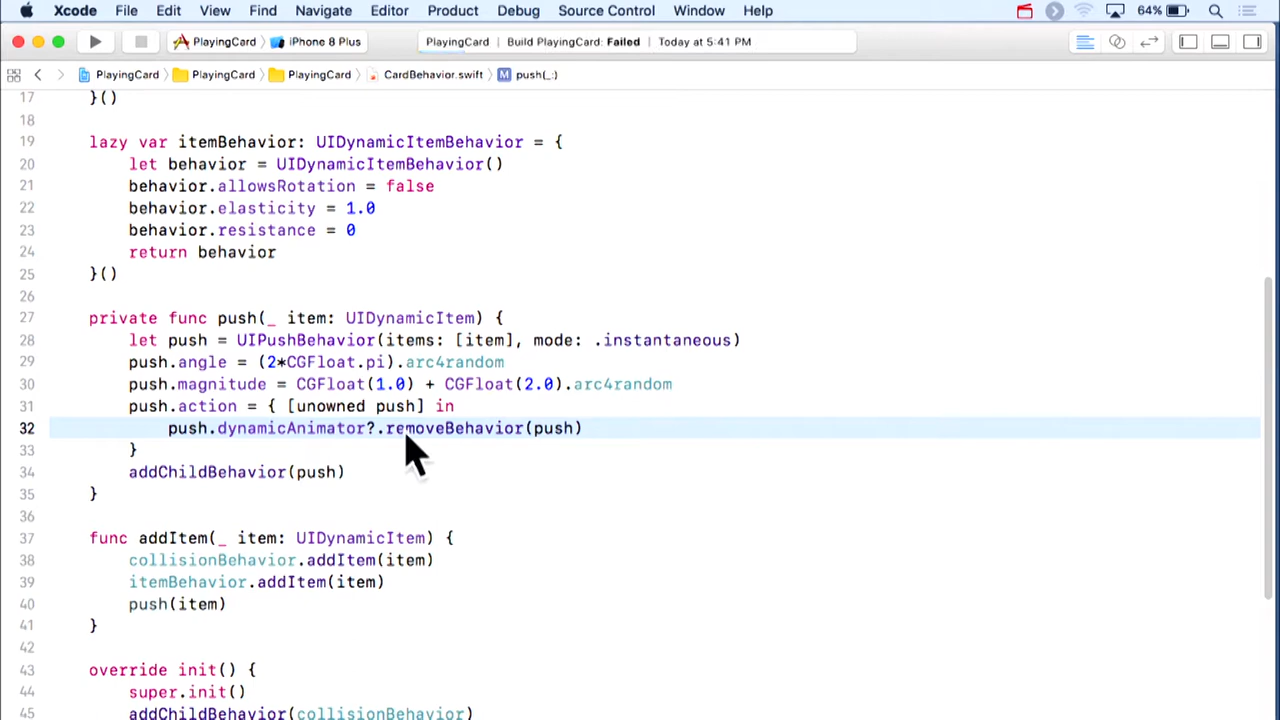 Xcode File Edit View Find Navigate Editor Product Debug Source Control Window Help 64%
PlayingCard iPhone 8 Plus PlayingCard Build PlayingCard: Failed Today at 5:41 PM
PlayingCard PlayingCard PlayingCard CardBehavior.swift M push(_:)
17 }()
18
19 lazy var itemBehavior: UIDynamicItemBehavior = {
20 let behavior = UIDynamicItemBehavior()
21 behavior.allowsRotation = false
22 behavior.elasticity = 1.0
23 behavior.resistance = 0
24 return behavior
25 }()
26
27 private func push(_ item: UIDynamicItem) {
28 let push = UIPushBehavior(items: [item], mode: .instantaneous)
29 push.angle = (2*CGFloat.pi).arc4random
30 push.magnitude = CGFloat(1.0) + CGFloat(2.0).arc4random
31 push.action = { [unowned push] in
32 push.dynamicAnimator?.removeBehavior(push)
33 }
34 addChildBehavior(push)
35 }
36
37 func addItem(_ item: UIDynamicItem) {
38 collisionBehavior.addItem(item)
39 itemBehavior.addItem(item)
40 push(item)
41 }
42
43 override init() {
44 super.init()
45 addChildBehavior(collisionBehavior)